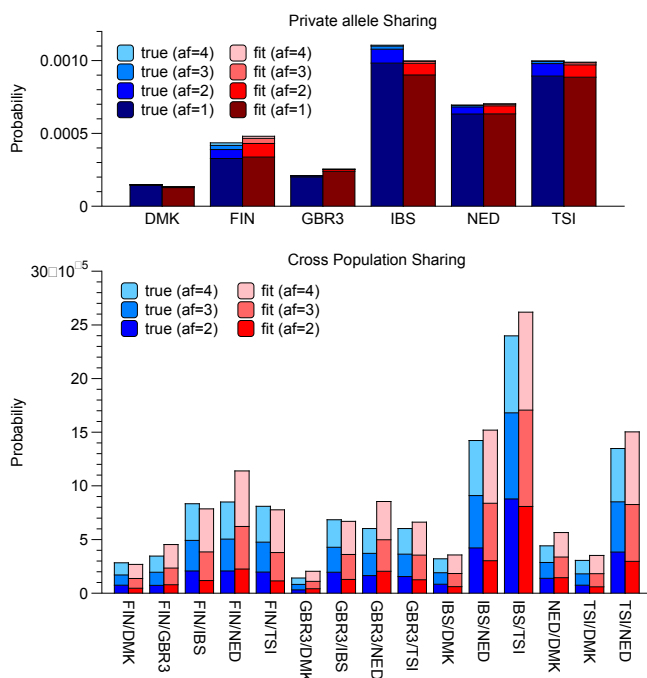 Private allele Sharing
true (af=4) fit (af=4)
true (af=3) fit (af=3)
true (af=2) fit (af=2)
true (af=1) fit (af=1)
Probabiliy
0.0010
0.0005
0
DMK FIN GBR3 IBS NED TSI
Cross Population Sharing
30□10□5
true (af=4) fit (af=4)
true (af=3) fit (af=3)
true (af=2) fit (af=2)
Probabiliy
25
20
15
10
5
0
FIN/DMK
FIN/GBR3
FIN/IBS
FIN/NED
FIN/TSI
GBR3/DMK
GBR3/IBS
GBR3/NED
GBR3/TSI
IBS/DMK
IBS/NED
IBS/TSI
NED/DMK
TSI/DMK
TSI/NED